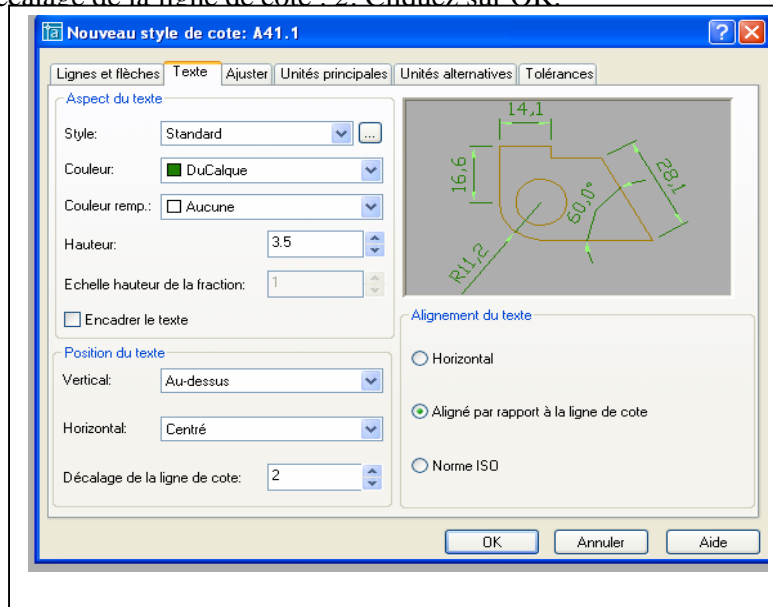 écalage de la ligne de cote : 2. Cliquez sur OK.
Nouveau style de cote: A41.1
Lignes et flèches Texte Ajuster Unités principales Unités alternatives Tolérances
Aspect du texte
Style: Standard ...
Couleur: DuCalque
Couleur remp.: Aucune
Hauteur: 3.5
Echelle hauteur de la fraction: 1
Encadrer le texte
14,1
16,6
28,1
60,0°
R11,2
Position du texte
Vertical: Au-dessus
Horizontal: Centré
Décalage de la ligne de cote: 2
Alignement du texte
Horizontal
Aligné par rapport à la ligne de cote
Norme ISO
OK Annuler Aide